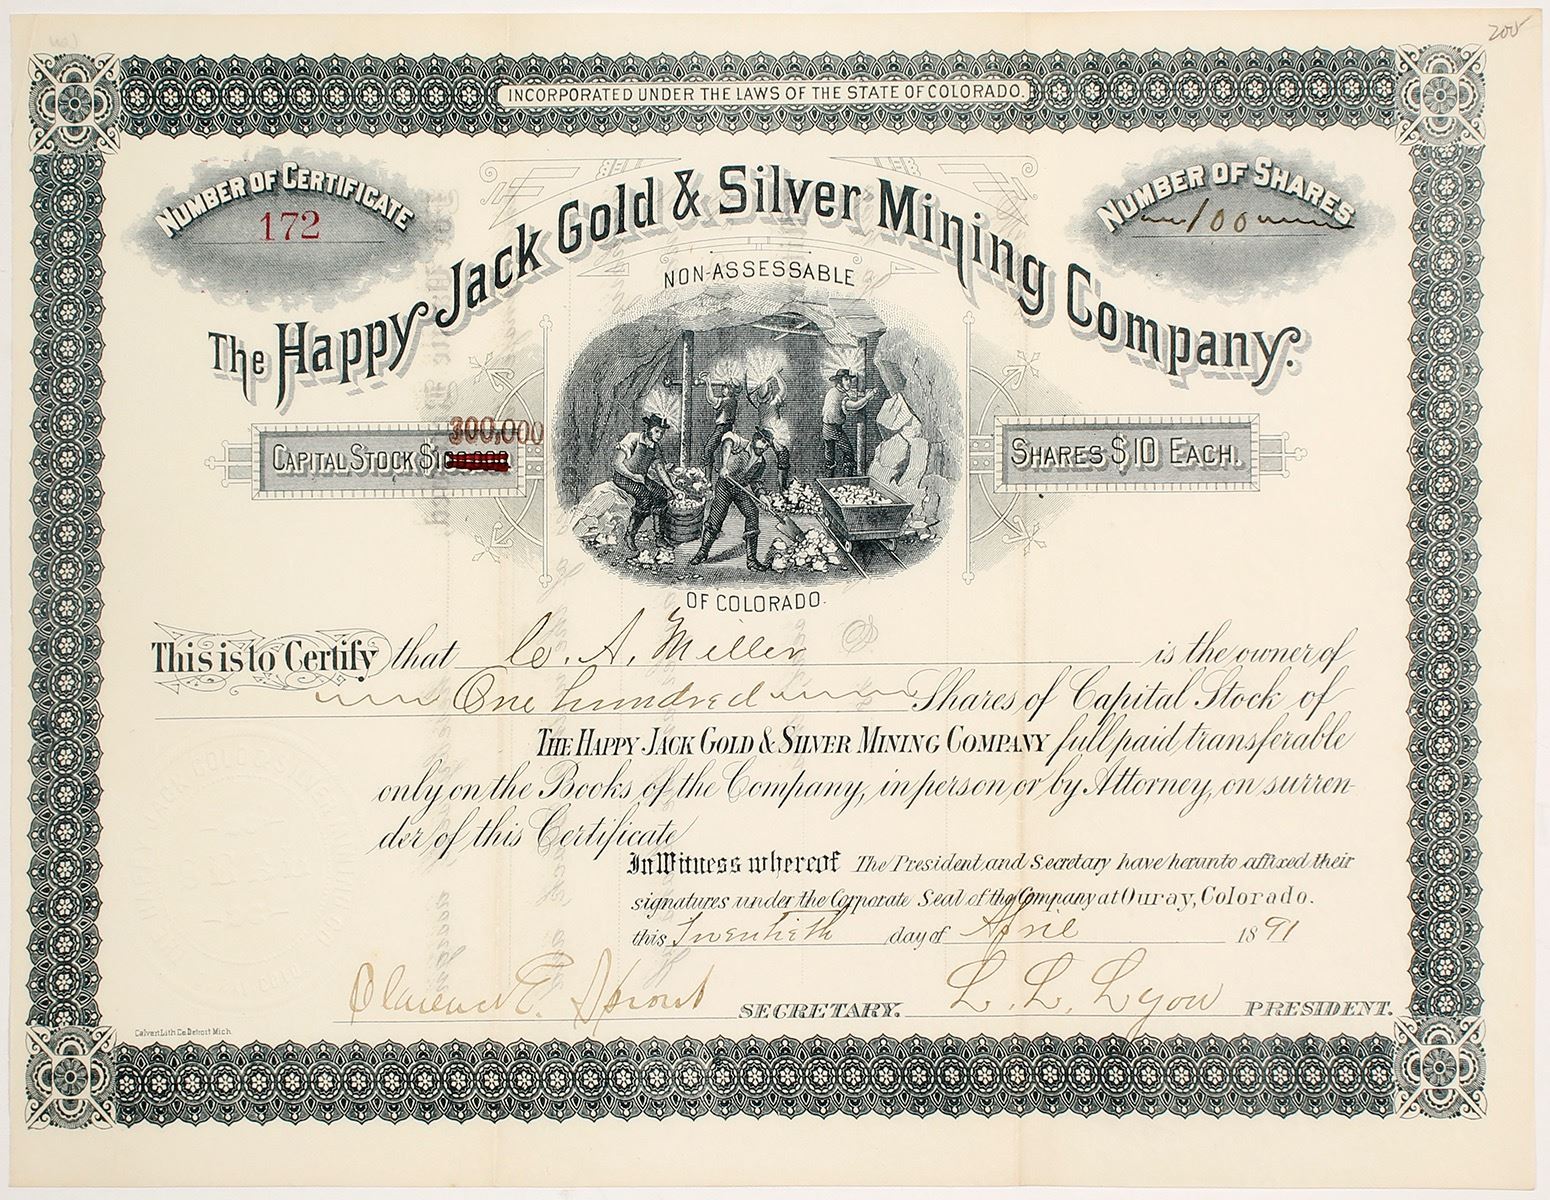 200
INCORPORATED UNDER THE LAWS OF THE STATE OF COLORADO.
NUMBER OF CERTIFICATE
172
NUMBER OF SHARES
100
The Happy Jack Gold & Silver Mining Company.
NON-ASSESSABLE
300,000
CAPITAL STOCK $100,000
SHARES $10 EACH.
OF COLORADO.
This is to Certify that C. A. Miller is the owner of
One hundred Shares of Capital Stock of
THE HAPPY JACK GOLD & SILVER MINING COMPANY full paid transferable
only on the Books of the Company, in person, or by Attorney, on surren-
der of this Certificate
In Witness whereof The President and Secretary have herunto affixed their
signatures under the Corporate Seal of the Company at Ouray, Colorado.
this Twentieth day of April 1891
Clarence E. Sprout SECRETARY. L. L. Lyon PRESIDENT.
Calvert Lith. Co. Detroit Mich.